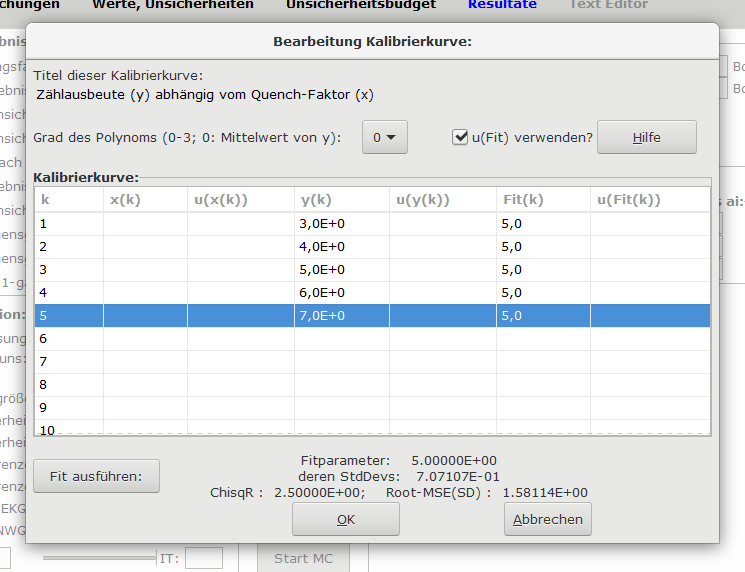 chungen Werte, Unsicherheiten Unsicherheitsbudget Resultate Text Editor
Bearbeitung Kalibrierkurve:
Titel dieser Kalibrierkurve:
Zählausbeute (y) abhängig vom Quench-Faktor (x)
Grad des Polynoms (0-3; 0: Mittelwert von y): 0 u(Fit) verwenden? Hilfe
Kalibrierkurve:
k x(k) u(x(k)) y(k) u(y(k)) Fit(k) u(Fit(k))
1 3,0E+0 5,0
2 4,0E+0 5,0
3 5,0E+0 5,0
4 6,0E+0 5,0
5 7,0E+0 5,0
6
7
8
9
10
Fit ausführen:
Fitparameter: 5.00000E+00
deren StdDevs: 7.07107E-01
ChisqR : 2.50000E+00; Root-MSE(SD) : 1.58114E+00
OK Abbrechen
IT: Start MC